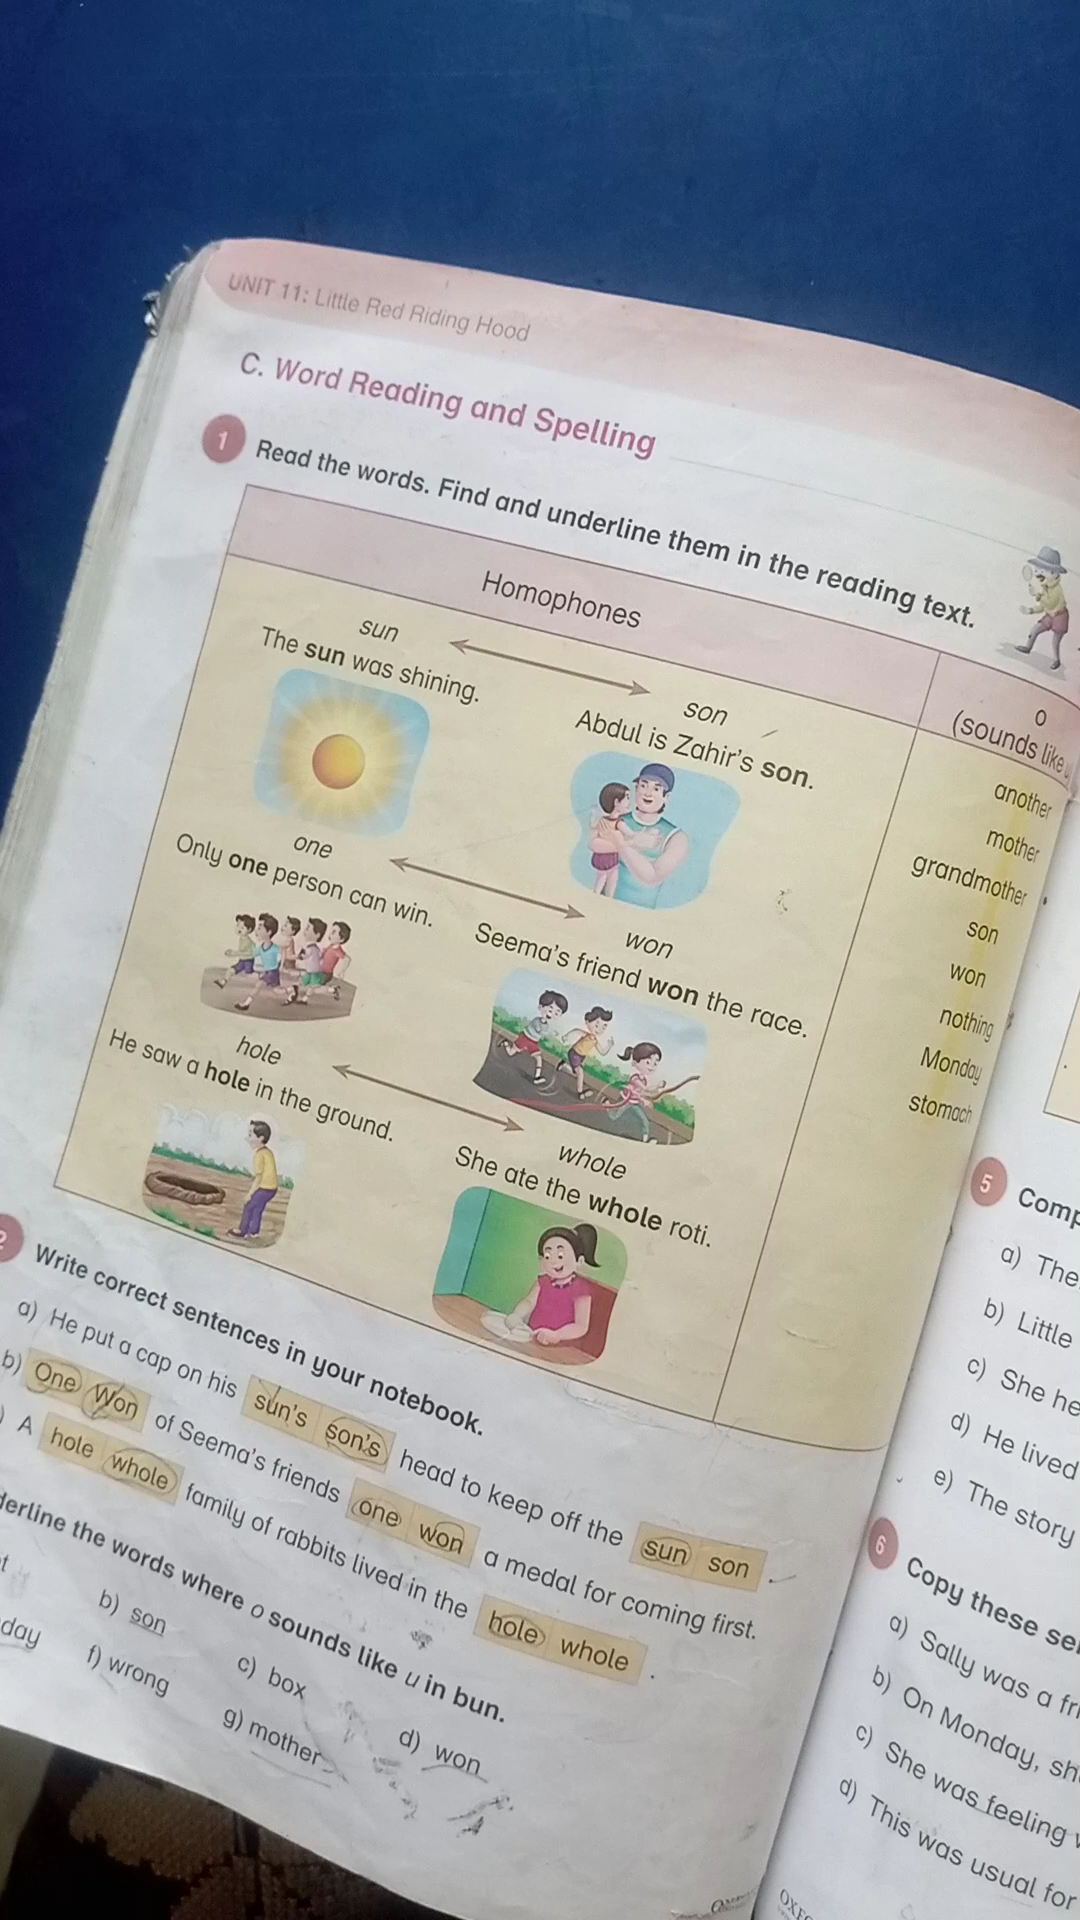 UNIT 11: Little Red Riding Hood
C. Word Reading and Spelling
1 Read the words. Find and underline them in the reading text.
Homophones
sun
The sun was shining.
son
Abdul is Zahir's son.
one
Only one person can win.
won
Seema's friend won the race.
hole
He saw a hole in the ground.
whole
She ate the whole roti.
o
(sounds like
another
mother
grandmother
son
won
nothing
Monday
stomach
2 Write correct sentences in your notebook.
a) He put a cap on his sun's son's head to keep off the sun son .
b) One Won of Seema's friends one won a medal for coming first.
) A hole whole family of rabbits lived in the hole whole .
derline the words where o sounds like u in bun.
b) son
c) box
d) won
day
f) wrong
g) mother
5 Comp
a) The
b) Little
c) She he
d) He lived
e) The story
6 Copy these se
a) Sally was a fri
b) On Monday, sh
c) She was feeling
d) This was usual for